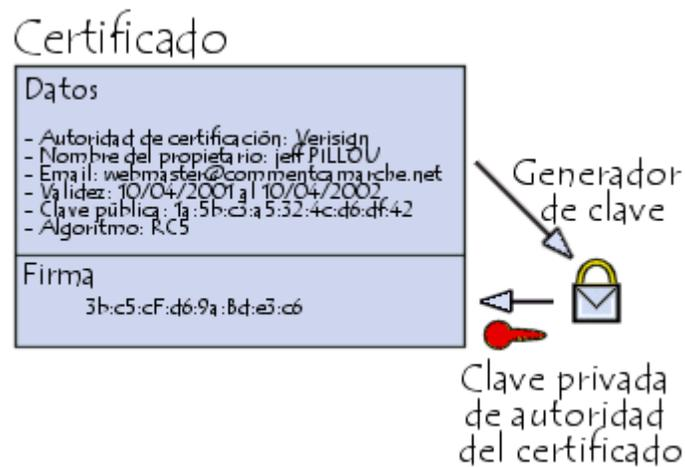 Certificado
Datos
- Autoridad de certificación: Verisign
- Nombre del propietario: jeff PILLOU
- Email: webmaster@commentcamarche.net
- Validez: 10/04/2001 al 10/04/2002
- Clave pública: 1a:5b:c3:a5:32:4c:d6:df:42
- Algoritmo: RC5
Firma
3b:c5:cF:d6:9a:Bd:e3:c6
Generador
de clave
Clave privada
de autoridad
del certificado